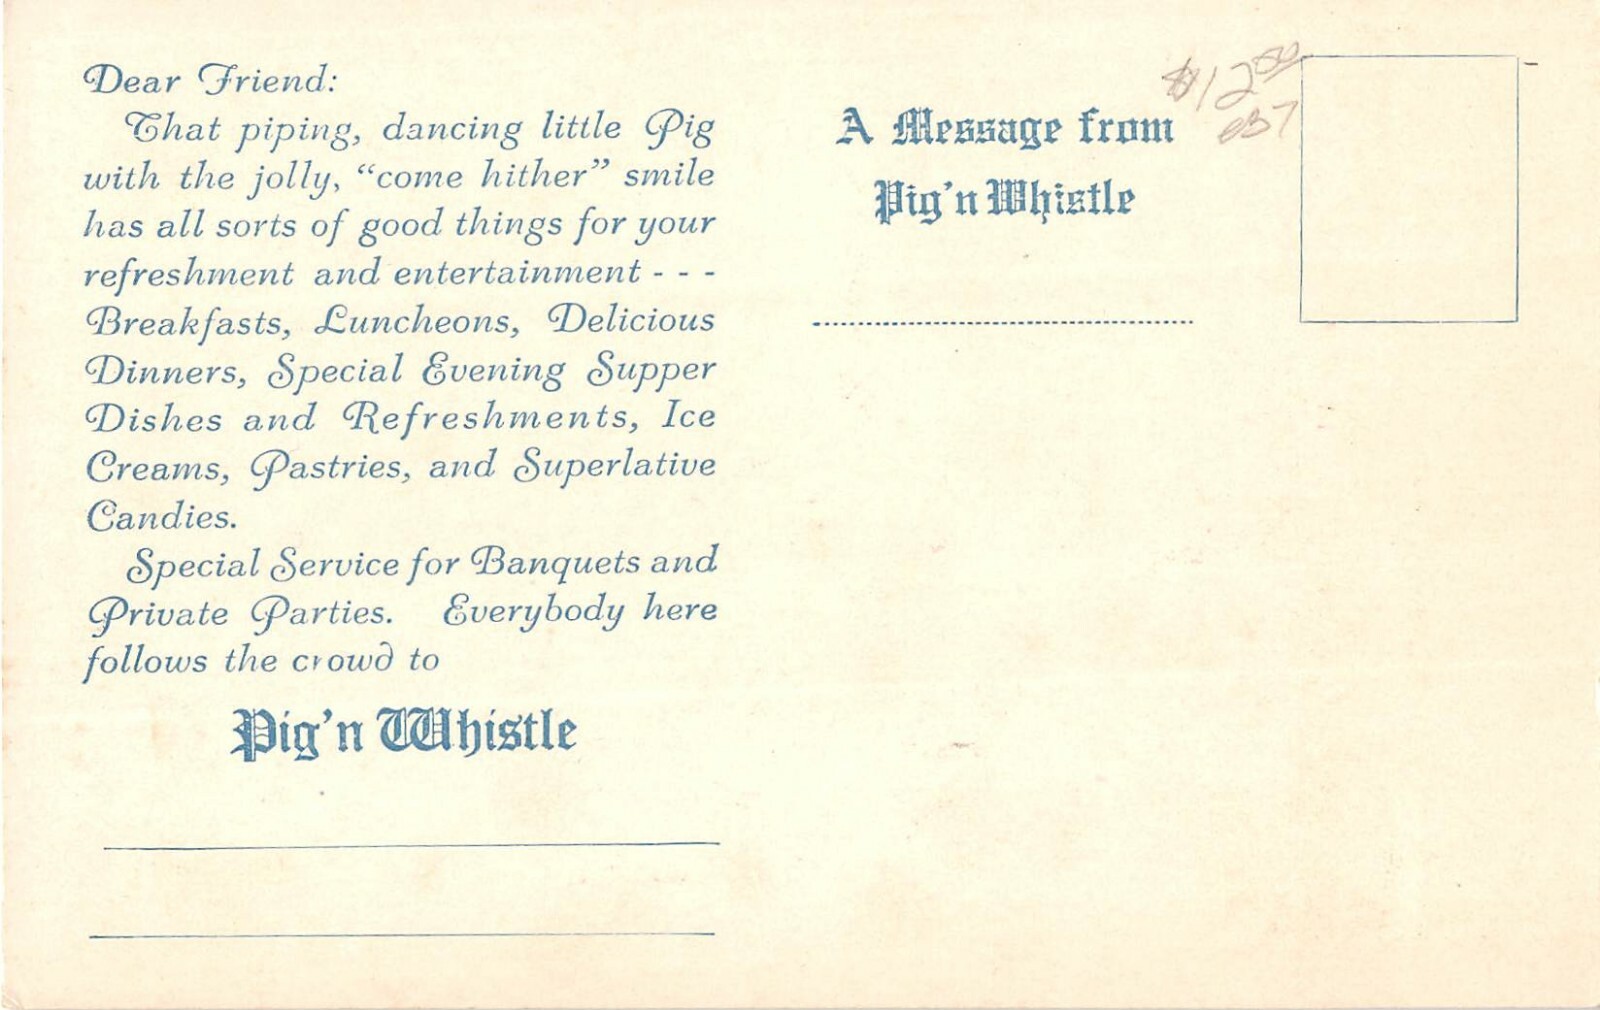 Dear Friend:
That piping, dancing little Pig
with the jolly, “come hither” smile
has all sorts of good things for your
refreshment and entertainment - - -
Breakfasts, Luncheons, Delicious
Dinners, Special Evening Supper
Dishes and Refreshments, Ice
Creams, Pastries, and Superlative
Candies.
Special Service for Banquets and
Private Parties. Everybody here
follows the crowd to
Pig'n Whistle
A Message from
Pig'n Whistle
$12.00